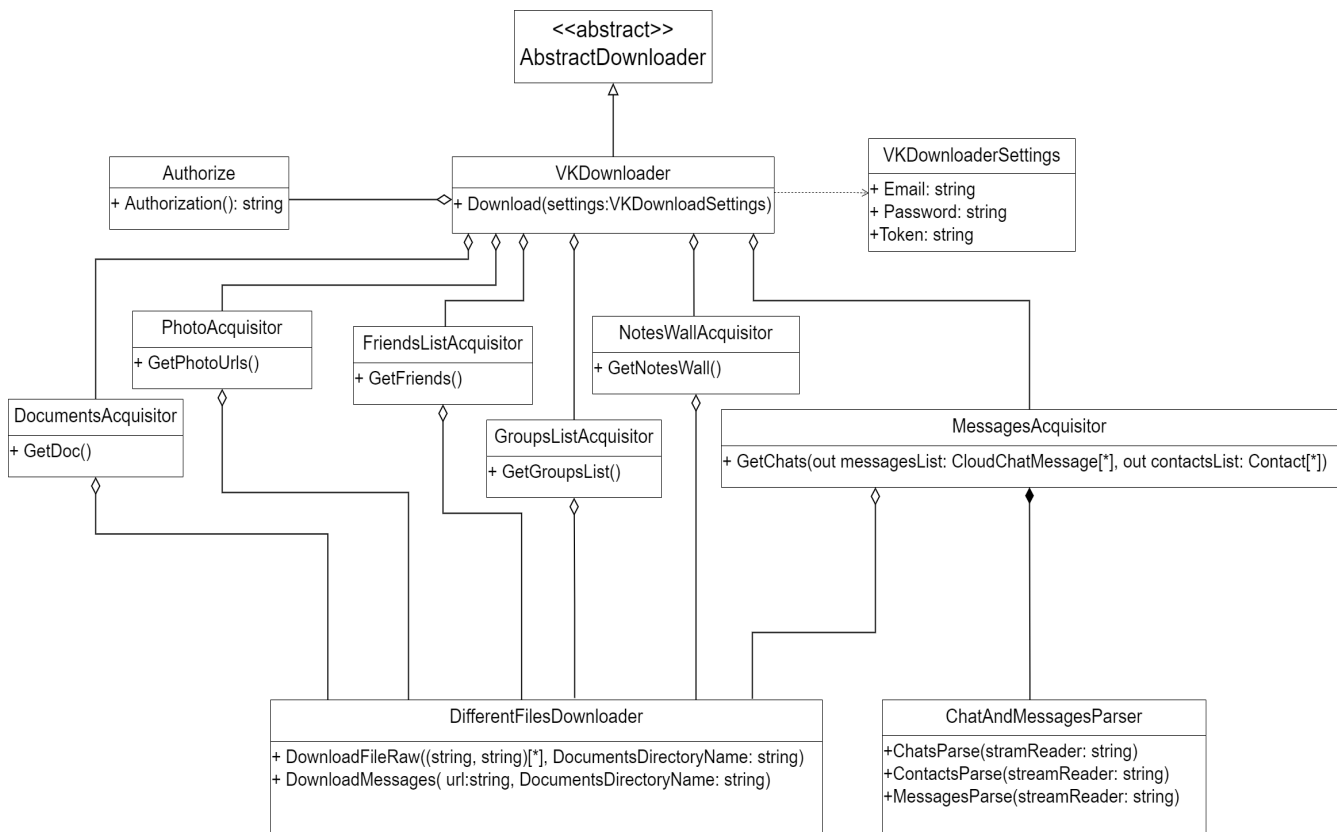 <<abstract>>
AbstractDownloader
Authorize
+ Authorization(): string
VKDownloader
+ Download(settings:VKDownloadSettings)
VKDownloaderSettings
+ Email: string
+ Password: string
+Token: string
PhotoAcquisitor
+ GetPhotoUrls()
FriendsListAcquisitor
+ GetFriends()
NotesWallAcquisitor
+ GetNotesWall()
DocumentsAcquisitor
+ GetDoc()
GroupsListAcquisitor
+ GetGroupsList()
MessagesAcquisitor
+ GetChats(out messagesList: CloudChatMessage[*], out contactsList: Contact[*])
DifferentFilesDownloader
+ DownloadFileRaw((string, string)[*], DocumentsDirectoryName: string)
+ DownloadMessages( url:string, DocumentsDirectoryName: string)
ChatAndMessagesParser
+ChatsParse(stramReader: string)
+ContactsParse(streamReader: string)
+MessagesParse(streamReader: string)